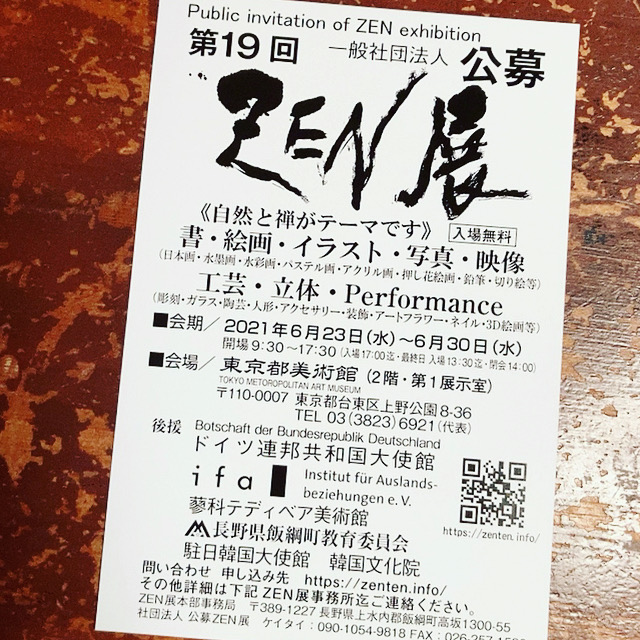 Public invitation of ZEN exhibition
第19回 一般社団法人 公募
ZEN展
《自然と禅がテーマです》 入場無料
書・絵画・イラスト・写真・映像
(日本画・水墨画・水彩画・パステル画・アクリル画・押し花絵画・鉛筆・切り絵等)
工芸・立体・Performance
(彫刻・ガラス・陶芸・人形・アクセサリー・装飾・アートフラワー・ネイル・3D絵画等)
■会期／2021年6月23日(水)〜6月30日(水)
開場9:30〜17:30(入場17:00迄・最終日 入場13:30迄・閉会14:00)
■会場／東京都美術館(2階・第1展示室)
TOKYO METOROPOLITAN ART MUSEUM
〒110-0007 東京都台東区上野公園8-36
TEL 03(3823)6921(代表)
後援 Botschaft der Bundesrepublik Deutschland
ドイツ連邦共和国大使館
ifa Institut für Auslands-
beziehungen e. V.
蓼科テディベア美術館
長野県飯綱町教育委員会
https://zenten.info/
駐日韓国大使館 韓国文化院
問い合わせ 申し込み先 https://zenten.info/
その他詳細は下記ZEN展事務所迄ご連絡ください。
ZEN展本部事務局 〒389-1227 長野県上水内郡飯綱町高坂1300-55
社団法人 公募ZEN展 ケイタイ:090-1054-9818 FAX:026-257-